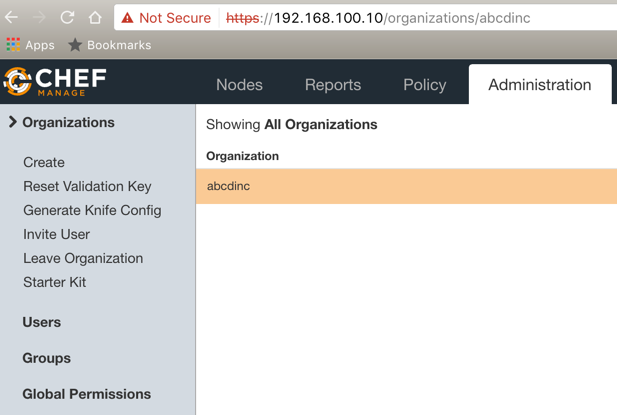 Not Secure https://192.168.100.10/organizations/abcdinc
Apps Bookmarks
CHEF
MANAGE
Nodes Reports Policy Administration
Organizations
Create
Reset Validation Key
Generate Knife Config
Invite User
Leave Organization
Starter Kit
Users
Groups
Global Permissions
Showing All Organizations
Organization
abcdinc